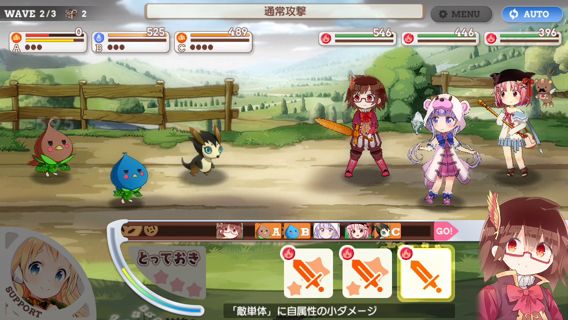 WAVE 2/3 2
通常攻撃
MENU
AUTO
A 0
B 525
C 489
546
446
396
A B C GO!
とっておき
SUPPORT
「敵単体」に自属性の小ダメージ